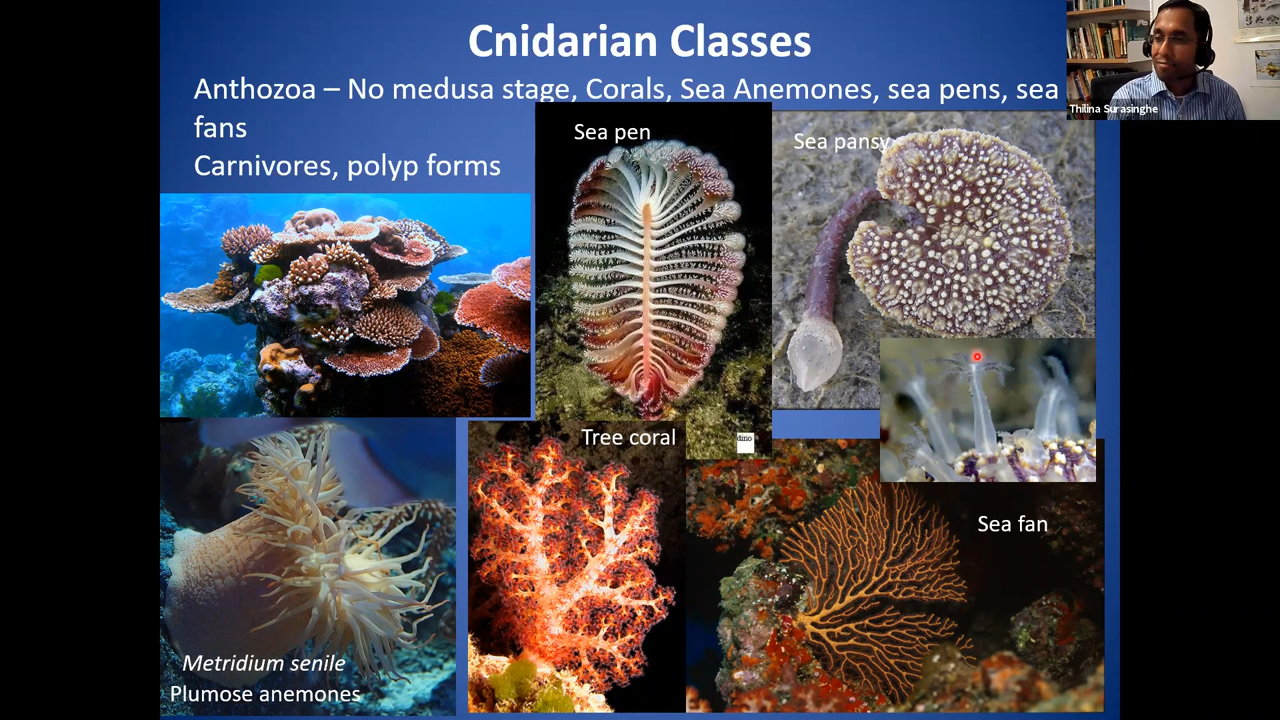 Cnidarian Classes
Anthozoa – No medusa stage, Corals, Sea Anemones, sea pens, sea
fans
Carnivores, polyp forms
Thilina Surasinghe
Sea pen
Sea pansy
Tree coral
dino
Sea fan
Metridium senile
Plumose anemones